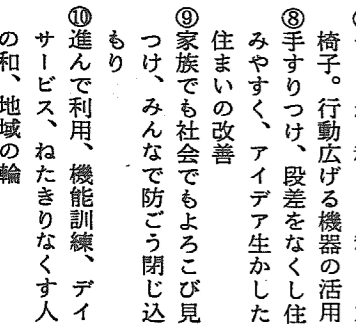 椅子。行動広げる機器の活用
⑧手すりつけ、段差をなくし住
みやすく、アイデア生かした
住まいの改善
⑨家族でも社会でもよろこび見
つけ、みんなで防ごう閉じ込
もり
⑩進んで利用、機能訓練、デイ
サービス、ねたきりなくす人
の和、地域の輪